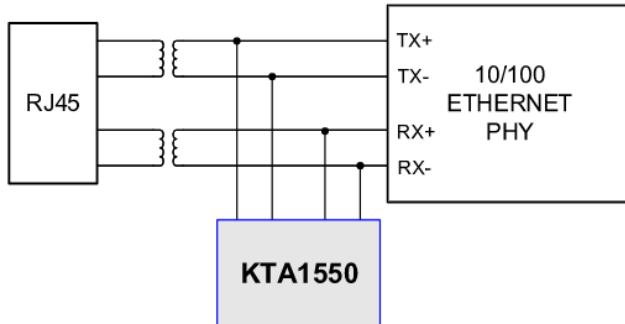 RJ45
TX+
TX-
RX+
RX-
10/100
ETHERNET
PHY
KTA1550